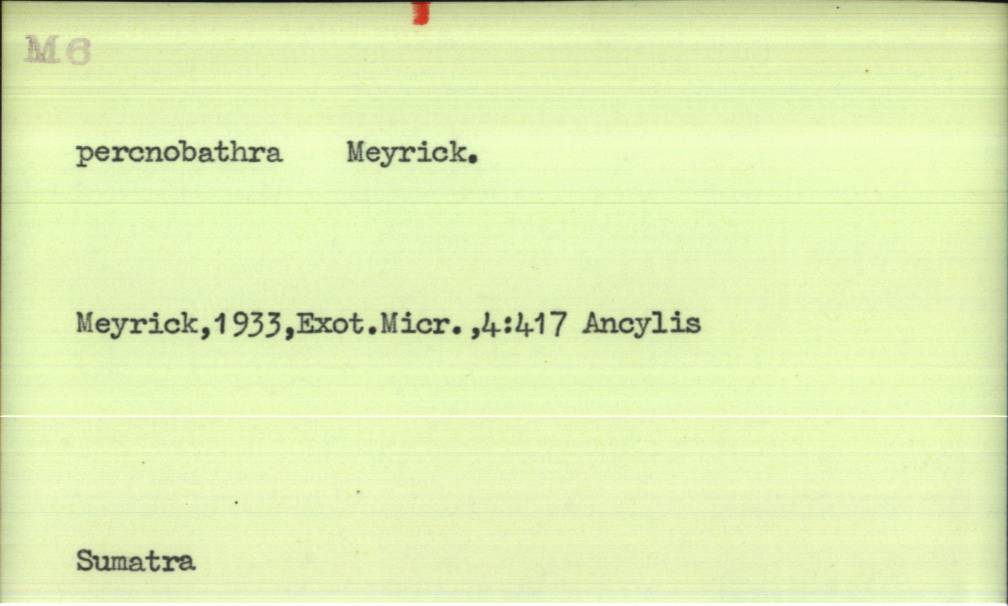 M6
percnobathra Meyrick.
Meyrick,1933,Exot.Micr.,4:417 Ancylis
Sumatra